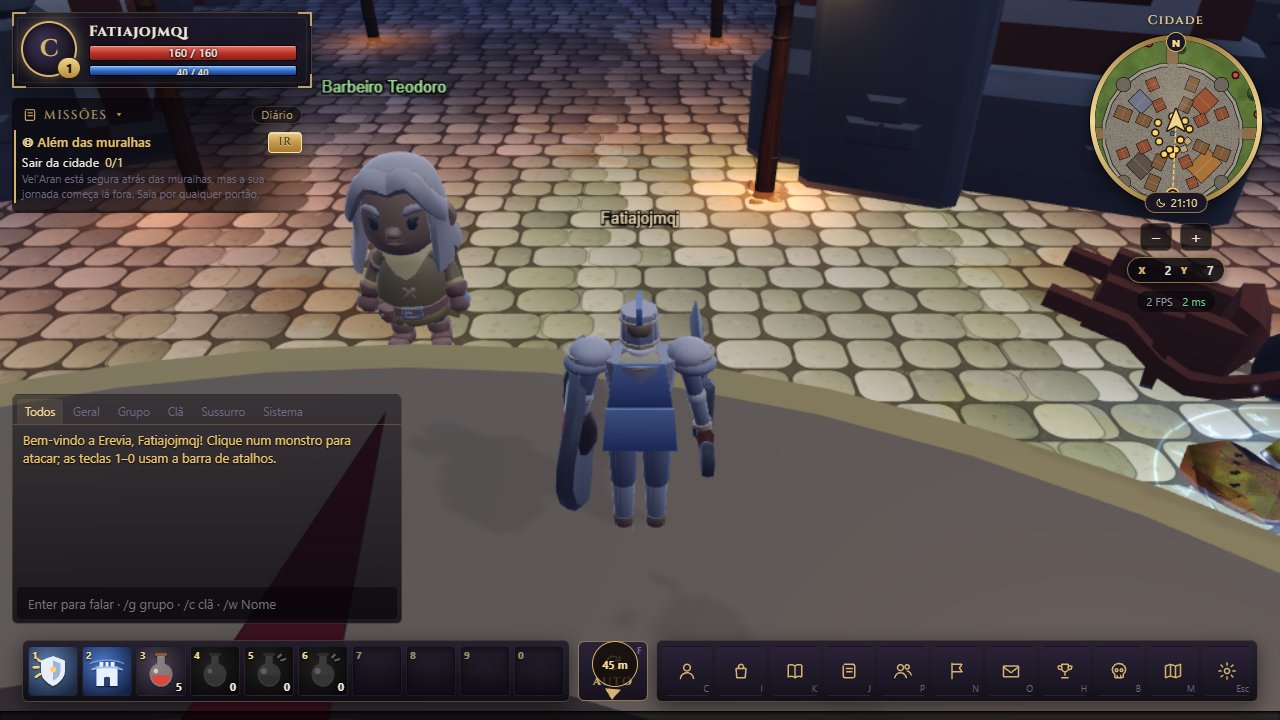 Fatiajojmqj
C
1
160 / 160
40 / 40
Barbeiro Teodoro
MISSÕES
Diário
Além das muralhas
IR
Sair da cidade 0/1
Vel'Aran está segura atrás das muralhas, mas a sua
jornada começa lá fora. Saia por qualquer portão.
Fatiajojmqj
Cidade
N
21:10
− +
X 2 Y 7
2 FPS 2 ms
Todos Geral Grupo Clã Sussurro Sistema
Bem-vindo a Erevia, Fatiajojmqj! Clique num monstro para
atacar; as teclas 1–0 usam a barra de atalhos.
Enter para falar · /g grupo · /c clã · /w Nome
1 2 3 4 5 6 7 8 9 0
5 0 0 0
F
45 m
AUTO
C I K J P N O H B M Esc